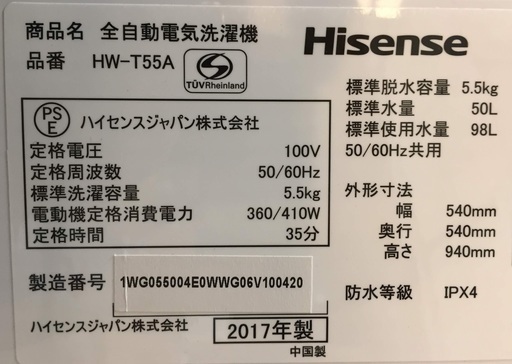 商品名 全自動電気洗濯機
品番 HW-T55A
TÜVRheinland
Hisense
PS
E
ハイセンスジャパン株式会社
定格電圧 100V
定格周波数 50/60Hz
標準洗濯容量 5.5kg
電動機定格消費電力 360/410W
定格時間 35分
標準脱水容量 5.5kg
標準水量 50L
標準使用水量 98L
50/60Hz共用
外形寸法
幅 540mm
奥行 540mm
高さ 940mm
製造番号 1WG055004E0WWG06V100420
防水等級 IPX4
ハイセンスジャパン株式会社 2017年製
中国製